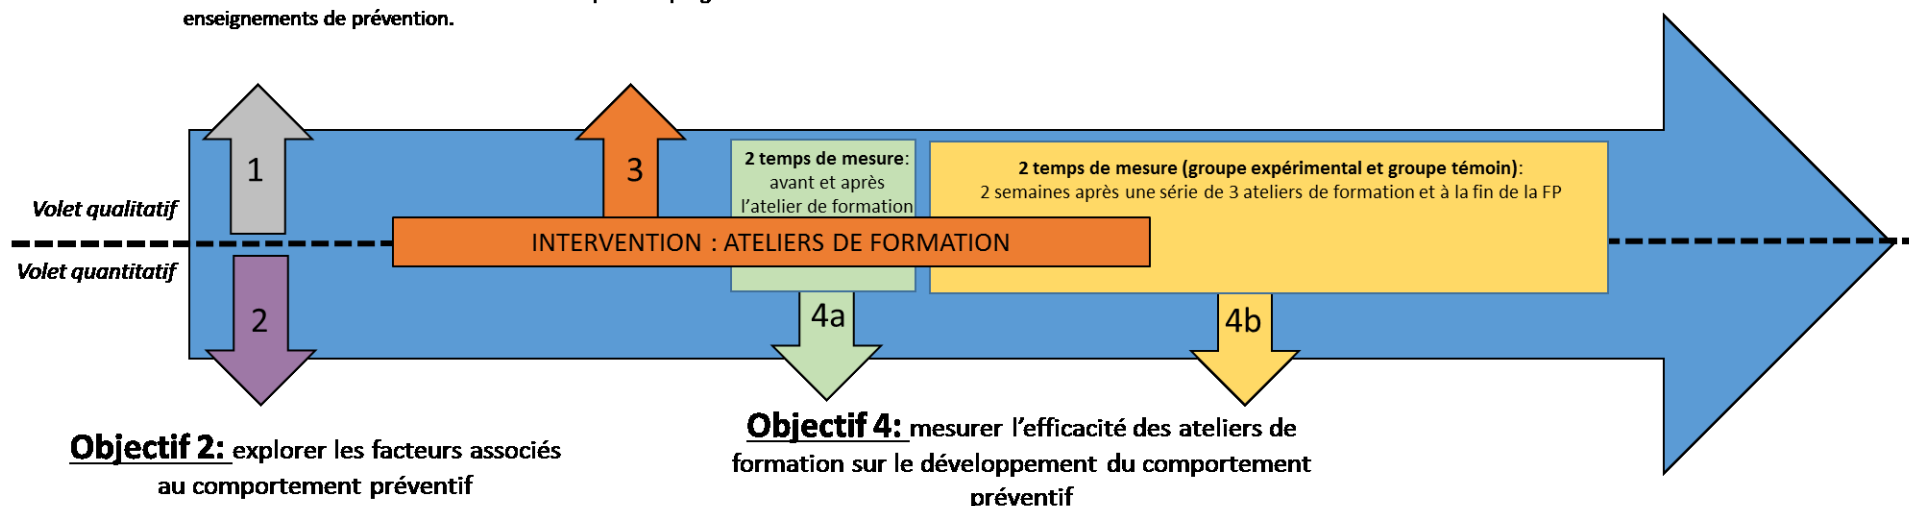 enseignements de prévention.
1
3
2 temps de mesure:
avant et après
l'atelier de formation
2 temps de mesure (groupe expérimental et groupe témoin):
2 semaines après une série de 3 ateliers de formation et à la fin de la FP
Volet qualitatif
INTERVENTION : ATELIERS DE FORMATION
Volet quantitatif
2
4a
4b
Objectif 2: explorer les facteurs associés
au comportement préventif
Objectif 4: mesurer l'efficacité des ateliers de
formation sur le développement du comportement
préventif